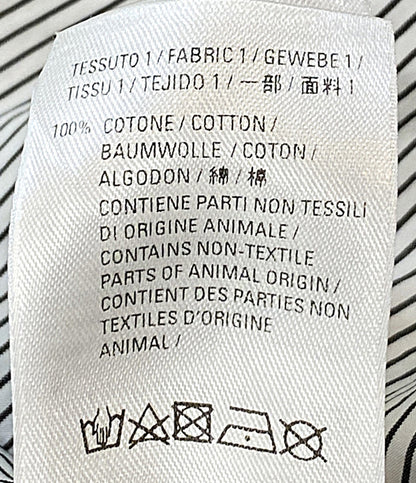 TESSUTO 1 / FABRIC 1 / GEWEBE 1 /
TISSU 1 / TEJIDO 1 / 一部 / 面料 1
100% COTONE / COTTON /
BAUMWOLLE / COTON /
ALGODON / 綿 / 棉
CONTIENE PARTI NON TESSILI
DI ORIGINE ANIMALE /
CONTAINS NON-TEXTILE
PARTS OF ANIMAL ORIGIN /
CONTIENT DES PARTIES NON
TEXTILES D'ORIGINE
ANIMAL /